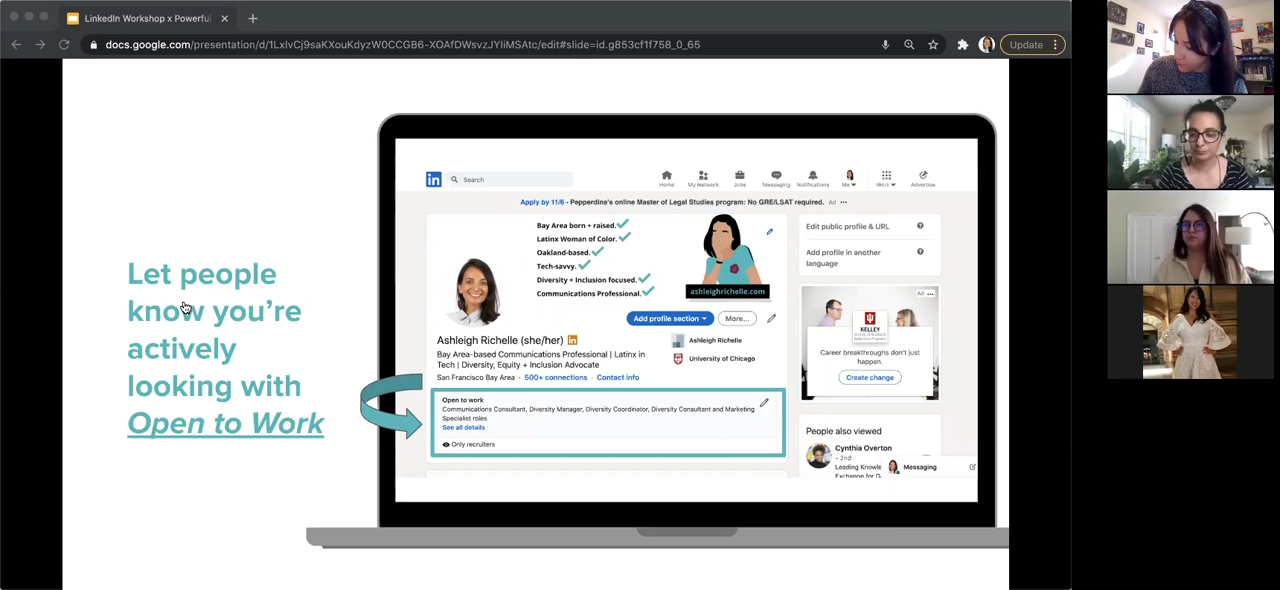 LinkedIn Workshop x Powerful
docs.google.com/presentation/d/1LxIvCj9saKXouKdyzW0CCGB6-XOAfDWsvzJYIiMSAtc/edit#slide=id.g853cf1f758_0_65
Update
Let people
know you're
actively
looking with
Open to Work
in
Search
Home
My Network
Jobs
Messaging
Notifications
Me
Work
Advertise
Apply by 11/6 - Pepperdine's online Master of Legal Studies program: No GRE/LSAT required. Ad ...
Bay Area born + raised.
Latinx Woman of Color.
Oakland-based.
Tech-savvy.
Diversity + Inclusion focused.
Communications Professional.
ashleighrichelle.com
Add profile section
More...
Ashleigh Richelle (she/her) in
Bay Area-based Communications Professional | Latinx in
Tech | Diversity, Equity + Inclusion Advocate
San Francisco Bay Area · 500+ connections · Contact info
Ashleigh Richelle
University of Chicago
Open to work
Communications Consultant, Diversity Manager, Diversity Coordinator, Diversity Consultant and Marketing
Specialist roles
See all details
Only recruiters
Edit public profile & URL
Add profile in another
language
Ad ...
KELLEY
Career breakthroughs don't just
happen.
Create change
People also viewed
Cynthia Overton
· 2nd
Leading Knowle
Exchange for D
Messaging